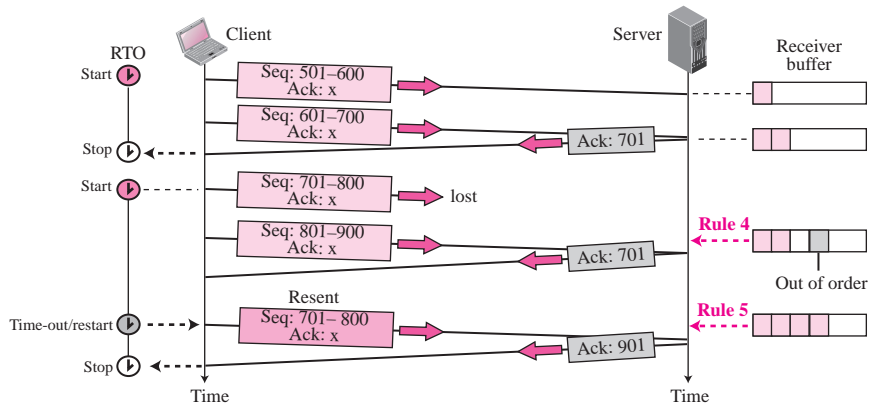 Client
Server
RTO
Receiver
buffer
Start
Seq: 501–600
Ack: x
Seq: 601–700
Ack: x
Ack: 701
Stop
Start
Seq: 701–800
Ack: x
lost
Seq: 801–900
Ack: x
Rule 4
Ack: 701
Out of order
Resent
Time-out/restart
Seq: 701– 800
Ack: x
Rule 5
Ack: 901
Stop
Time
Time